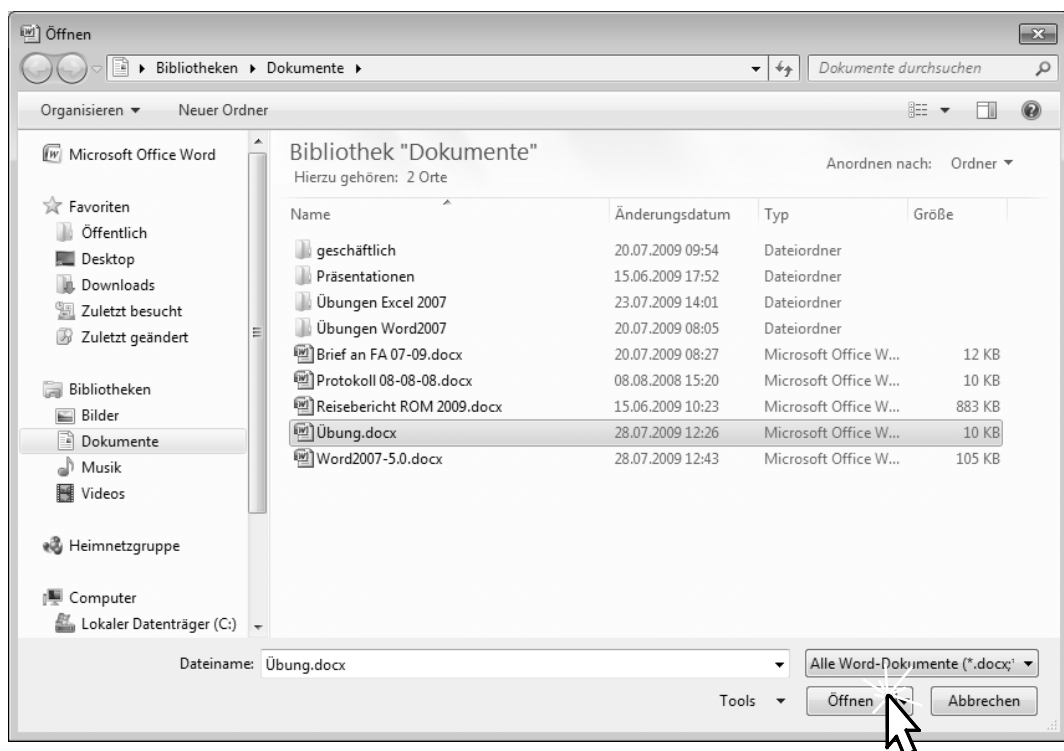 Öffnen
Bibliotheken Dokumente
Dokumente durchsuchen
Organisieren Neuer Ordner
Microsoft Office Word
Favoriten
Öffentlich
Desktop
Downloads
Zuletzt besucht
Zuletzt geändert
Bibliotheken
Bilder
Dokumente
Musik
Videos
Heimnetzgruppe
Computer
Lokaler Datenträger (C:)
Bibliothek "Dokumente"
Hierzu gehören: 2 Orte
Anordnen nach: Ordner
Name Änderungsdatum Typ Größe
geschäftlich 20.07.2009 09:54 Dateiordner
Präsentationen 15.06.2009 17:52 Dateiordner
Übungen Excel 2007 23.07.2009 14:01 Dateiordner
Übungen Word2007 20.07.2009 08:05 Dateiordner
Brief an FA 07-09.docx 20.07.2009 08:27 Microsoft Office W... 12 KB
Protokoll 08-08-08.docx 08.08.2008 15:20 Microsoft Office W... 10 KB
Reisebericht ROM 2009.docx 15.06.2009 10:23 Microsoft Office W... 883 KB
Übung.docx 28.07.2009 12:26 Microsoft Office W... 10 KB
Word2007-5.0.docx 28.07.2009 12:43 Microsoft Office W... 105 KB
Dateiname: Übung.docx Alle Word-Dokumente (*.docx;
Tools Öffnen Abbrechen